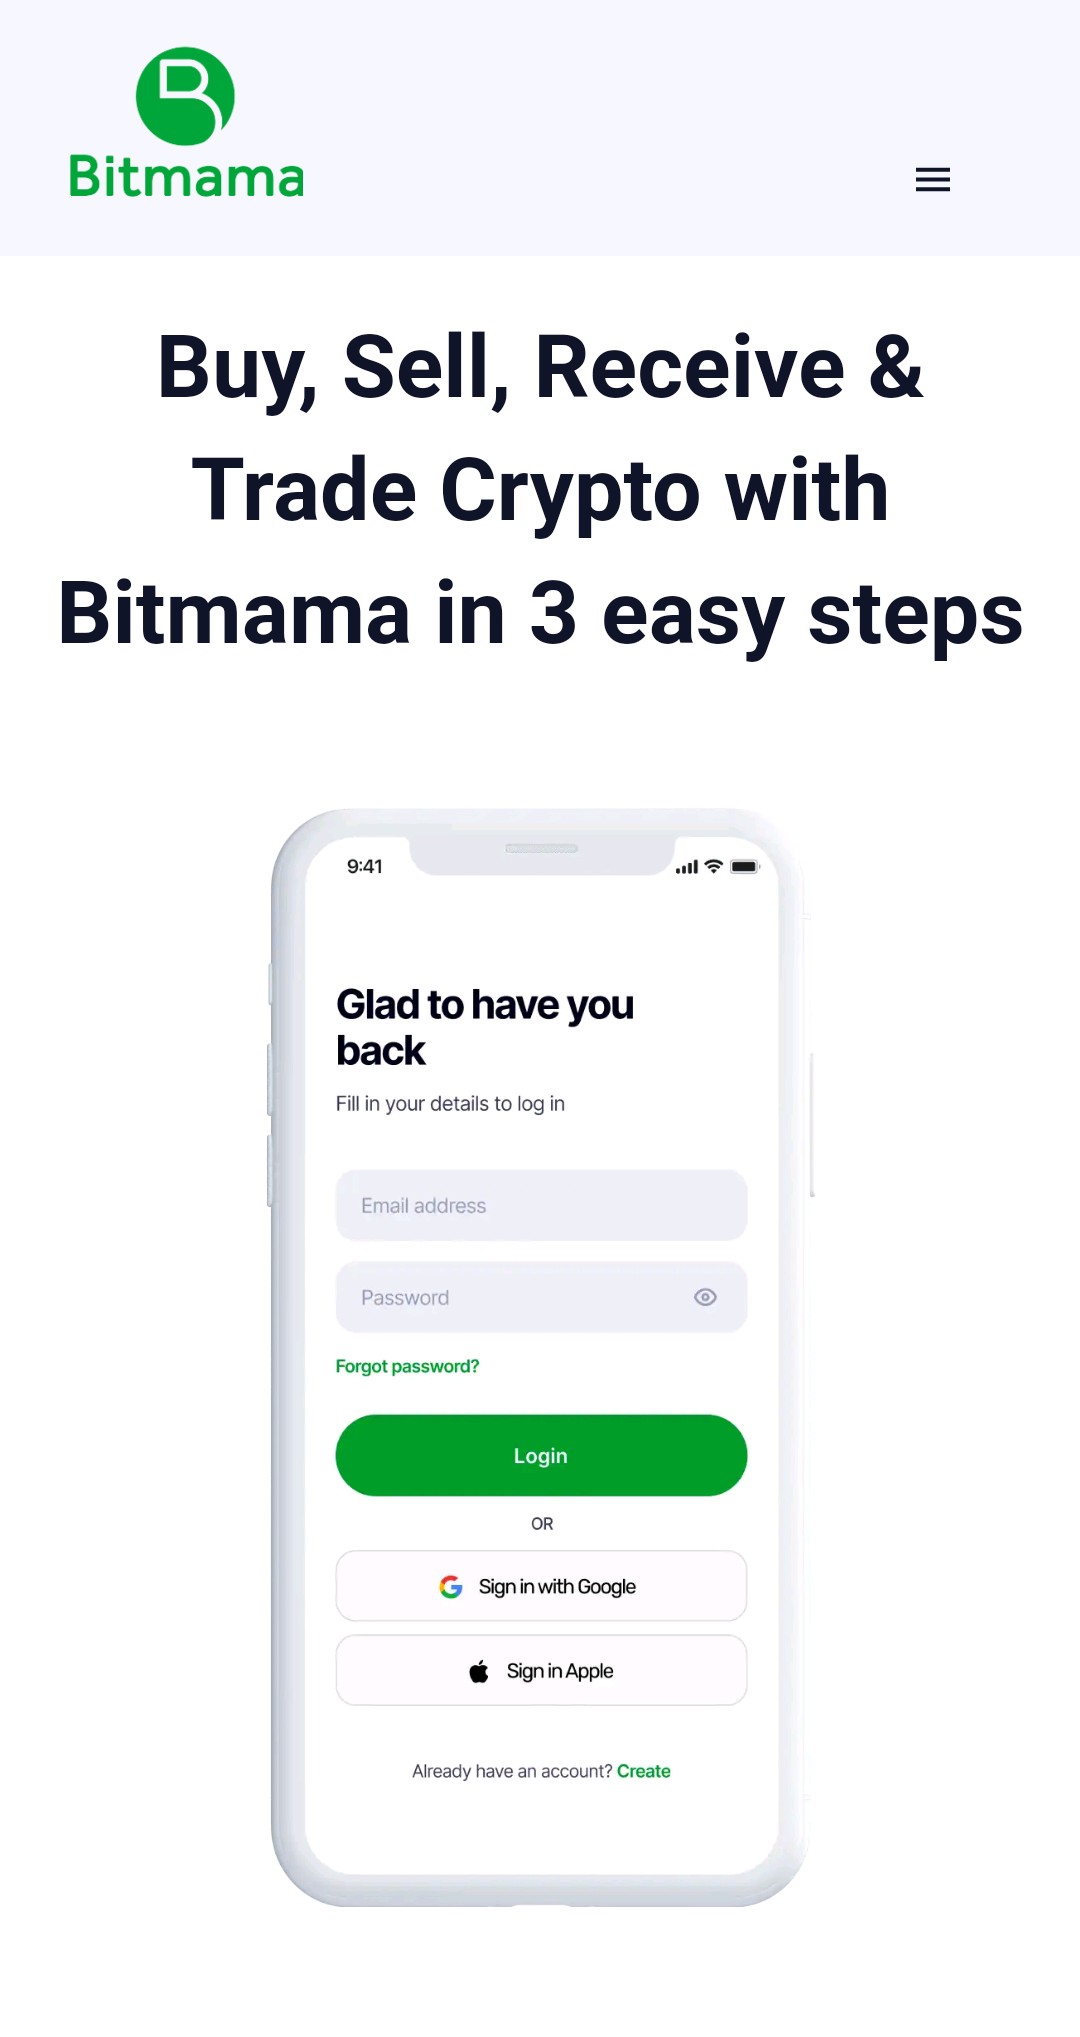 Bitmama
Buy, Sell, Receive &
Trade Crypto with
Bitmama in 3 easy steps
9:41
Glad to have you
back
Fill in your details to log in
Email address
Password
Forgot password?
Login
OR
Sign in with Google
Sign in Apple
Already have an account? Create